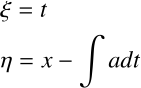 ξ = t
η = x − ∫ adt